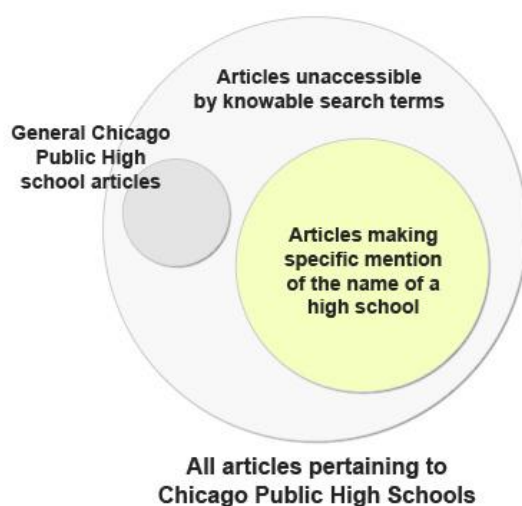 Articles unaccessible
by knowable search terms
General Chicago
Public High
school articles
Articles making
specific mention
of the name of a
high school
All articles pertaining to
Chicago Public High Schools